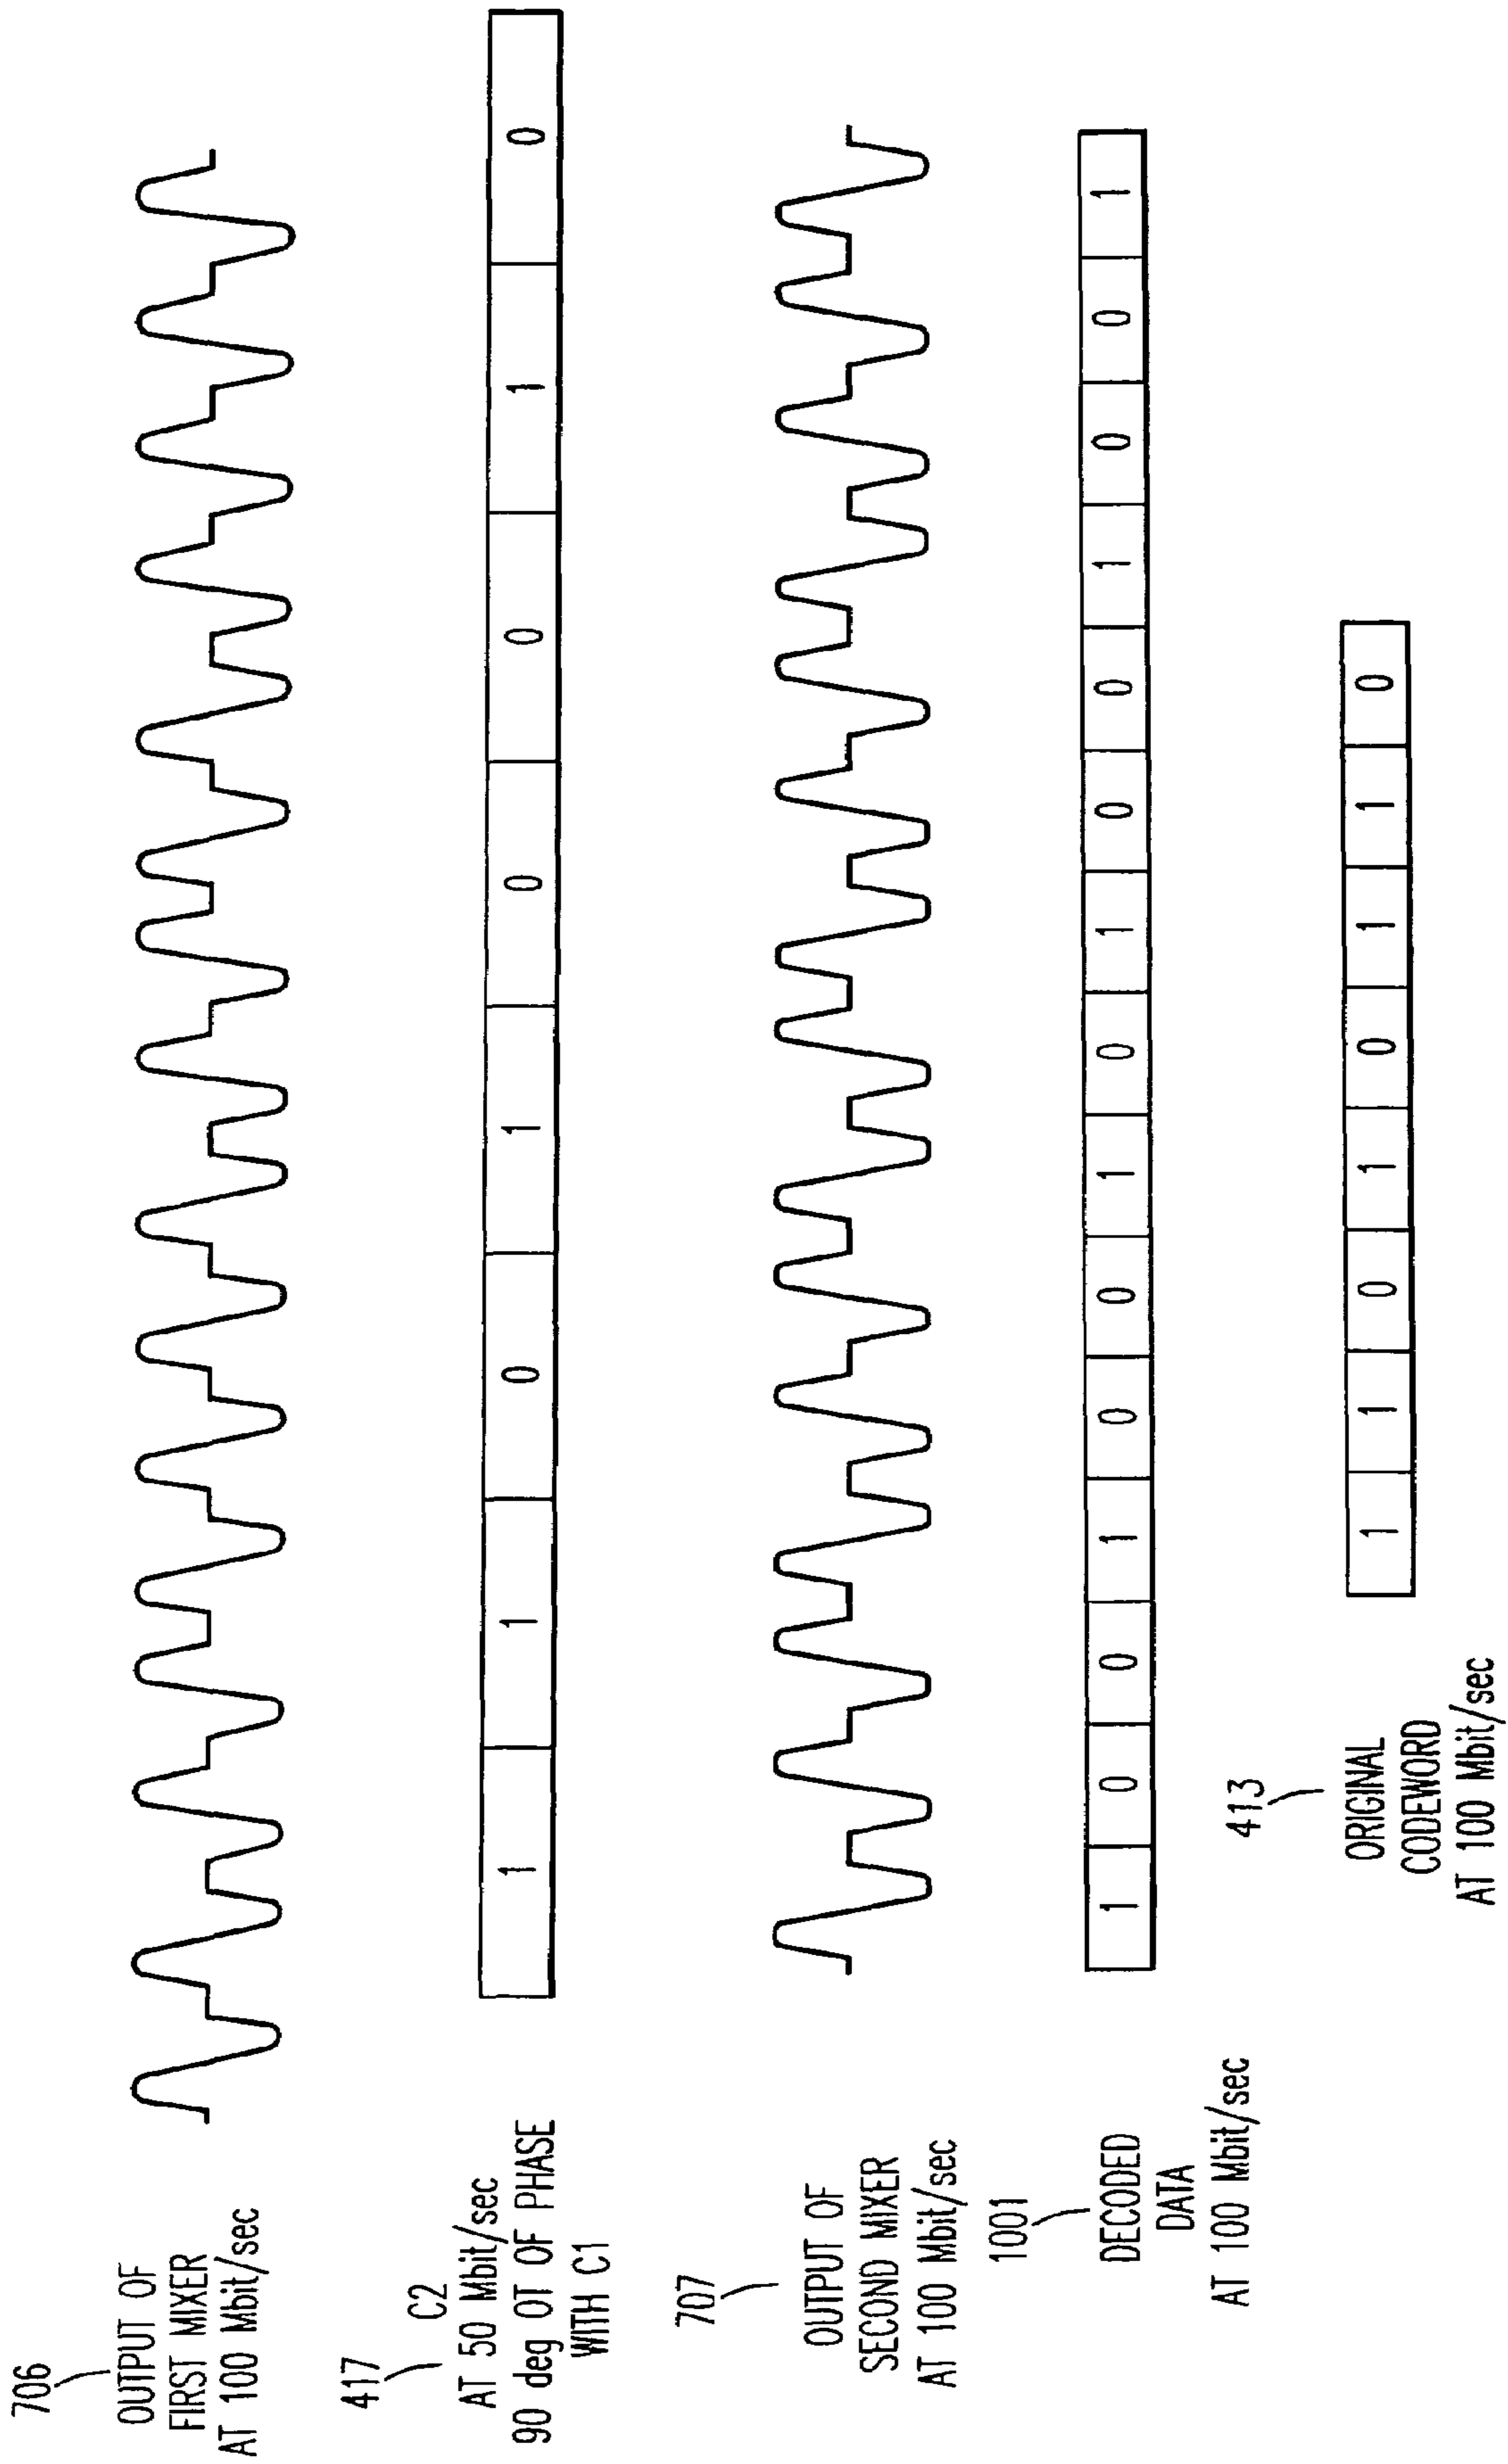 706
OUTPUT OF
FIRST MIXER
AT 100 Mbit/sec
417
C2
AT 50 Mbit/sec
90 deg OT OF PHASE
WITH C1
1 1 0 1 0 0 1 0
707
OUTPUT OF
SECOND MIXER
AT 100 Mbit/sec
1001
DECODED
DATA
AT 100 Mbit/sec
1 0 0 1 0 0 1 0 1 0 0 1 0 0 1
413
ORIGINAL
CODEWORD
AT 100 Mbit/sec
1 1 0 1 0 1 1 0